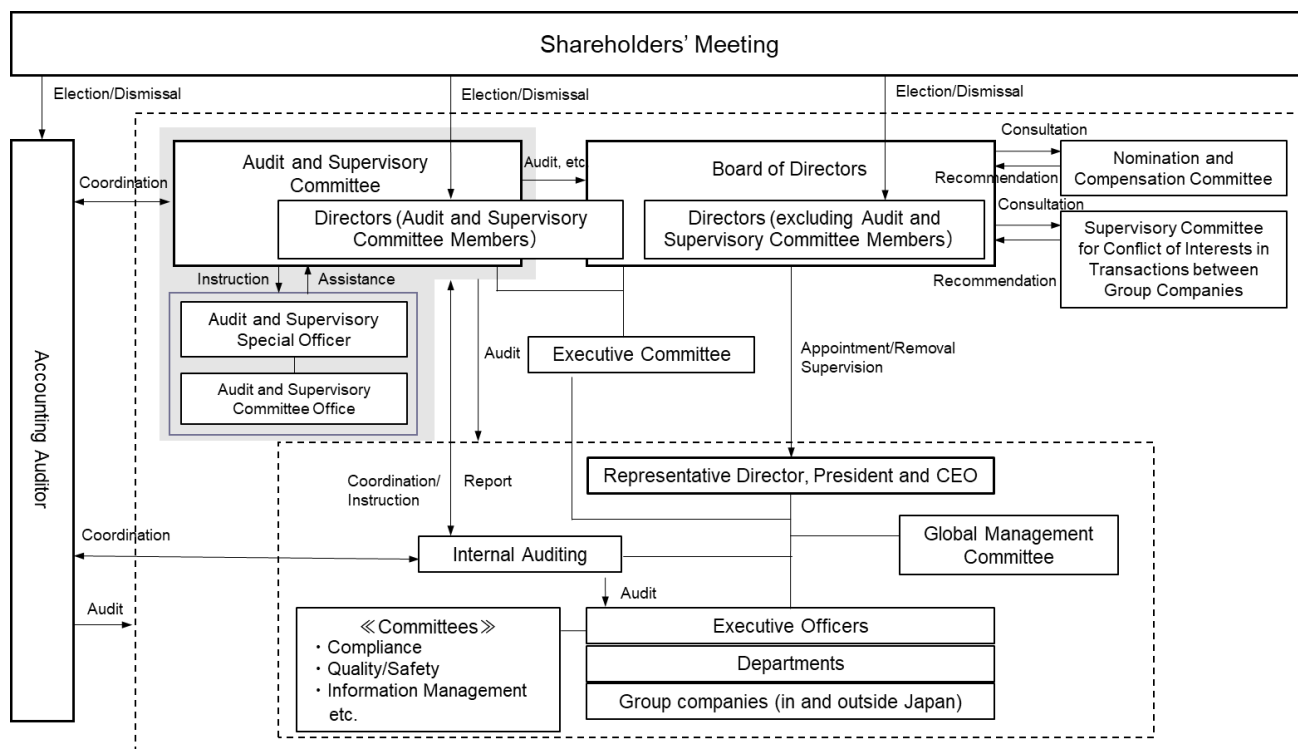 Shareholders' Meeting
Election/Dismissal
Election/Dismissal
Election/Dismissal
Accounting Auditor
Coordination
Audit and Supervisory
Committee
Audit, etc.
Board of Directors
Consultation
Recommendation
Nomination and
Compensation Committee
Directors (Audit and Supervisory
Committee Members)
Directors (excluding Audit and
Supervisory Committee Members)
Consultation
Recommendation
Supervisory Committee
for Conflict of Interests in
Transactions between
Group Companies
Instruction
Assistance
Audit and Supervisory
Special Officer
Audit and Supervisory
Committee Office
Audit
Executive Committee
Appointment/Removal
Supervision
Coordination/
Instruction
Report
Representative Director, President and CEO
Coordination
Internal Auditing
Global Management
Committee
Audit
Audit
≪Committees≫
・Compliance
・Quality/Safety
・Information Management
etc.
Executive Officers
Departments
Group companies (in and outside Japan)